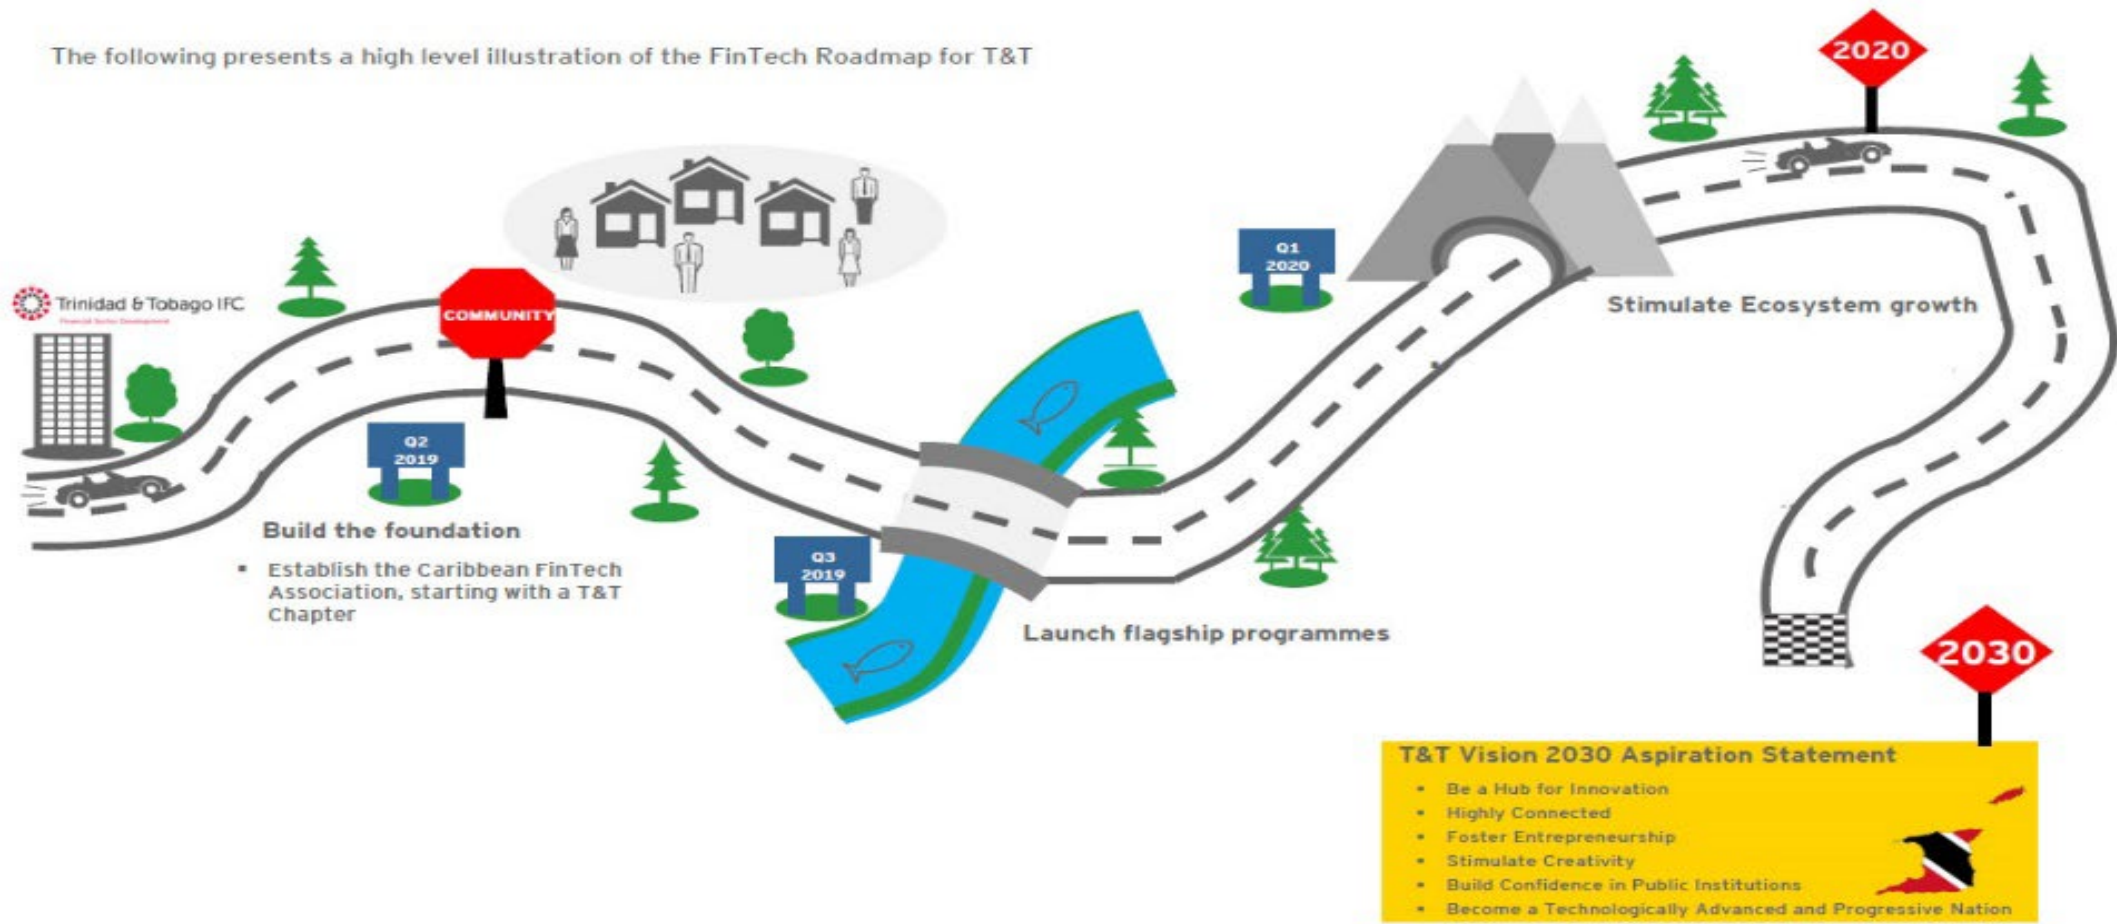 The following presents a high level illustration of the FinTech Roadmap for T&T
2020
Q1
2020
Trinidad & Tobago IFC
Financial Sector Development
COMMUNITY
Stimulate Ecosystem growth
Q2
2019
Build the foundation
▪ Establish the Caribbean FinTech
Association, starting with a T&T
Chapter
Q3
2019
Launch flagship programmes
2030
T&T Vision 2030 Aspiration Statement
▪ Be a Hub for Innovation
▪ Highly Connected
▪ Foster Entrepreneurship
▪ Stimulate Creativity
▪ Build Confidence in Public Institutions
▪ Become a Technologically Advanced and Progressive Nation